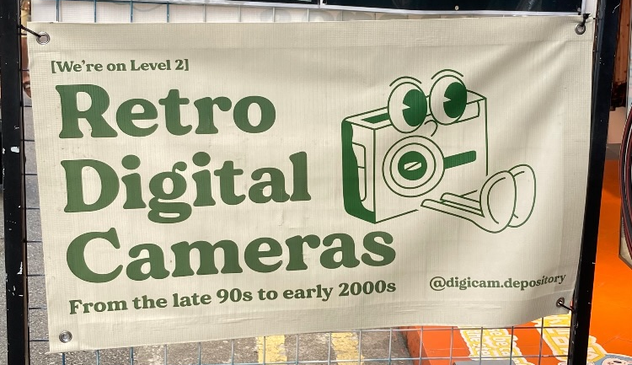 [We're on Level 2]
Retro
Digital
Cameras
From the late 90s to early 2000s
@digicam.depository